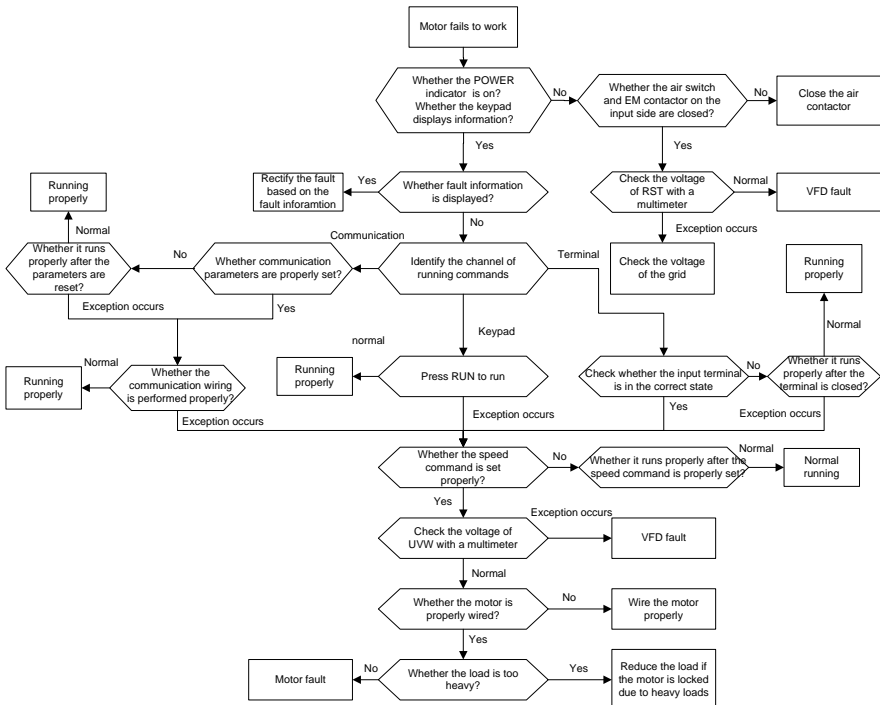 Motor fails to work
Whether the POWER
indicator is on?
Whether the keypad
displays information?
No
Whether the air switch
and EM contactor on the
input side are closed?
No
Close the air
contactor
Yes
Yes
Rectify the fault
based on the
fault inforamtion
Yes
Whether fault information
is displayed?
Check the voltage
of RST with a
multimeter
Normal
VFD fault
Running
properly
Normal
No
Exception occurs
Communication
Whether it runs
properly after the
parameters are
reset?
No
Whether communication
parameters are properly set?
Identify the channel of
running commands
Terminal
Check the voltage
of the grid
Running
properly
Exception occurs
Yes
Keypad
Normal
normal
Running
properly
Normal
Whether the
communication wiring
is performed properly?
Running
properly
Press RUN to run
Check whether the input terminal
is in the correct state
No
Whether it runs
properly after the
terminal is closed?
Exception occurs
Exception occurs
Yes
Exception occurs
Whether the
speed
command is set
properly?
No
Whether it runs properly after the
speed command is properly set?
Normal
Normal
running
Yes
Exception occurs
Check the voltage of
UVW with a multimeter
VFD fault
Normal
Whether the motor is
properly wired?
No
Wire the motor
properly
Yes
Motor fault
No
Whether the load is too
heavy?
Yes
Reduce the load if
the motor is locked
due to heavy loads